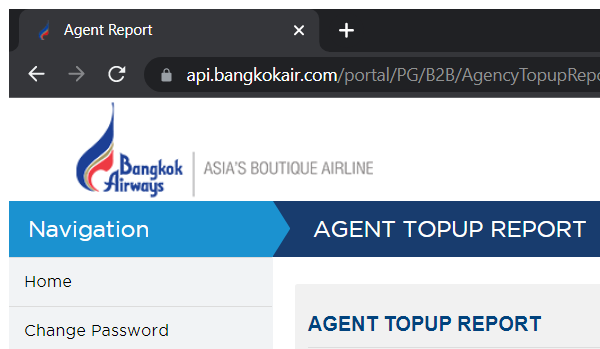 Agent Report
api.bangkokair.com/portal/PG/B2B/AgencyTopupRepo
Bangkok
Airways
ASIA'S BOUTIQUE AIRLINE
Navigation
AGENT TOPUP REPORT
Home
Change Password
AGENT TOPUP REPORT